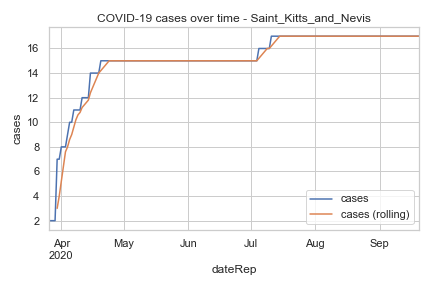 COVID-19 cases over time - Saint_Kitts_and_Nevis
cases
16
14
12
10
8
6
4
2
Apr
2020
May
Jun
Jul
Aug
Sep
dateRep
cases
cases (rolling)